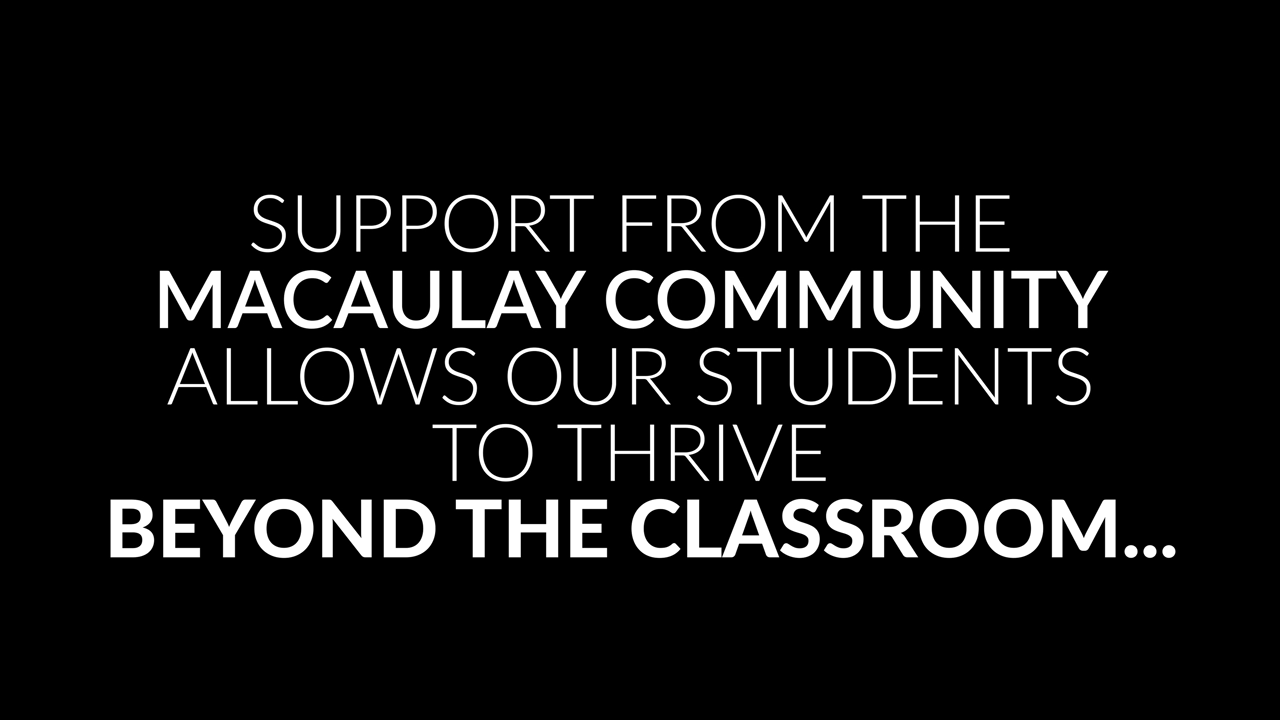 SUPPORT FROM THE
MACAULAY COMMUNITY
ALLOWS OUR STUDENTS
TO THRIVE
BEYOND THE CLASSROOM...